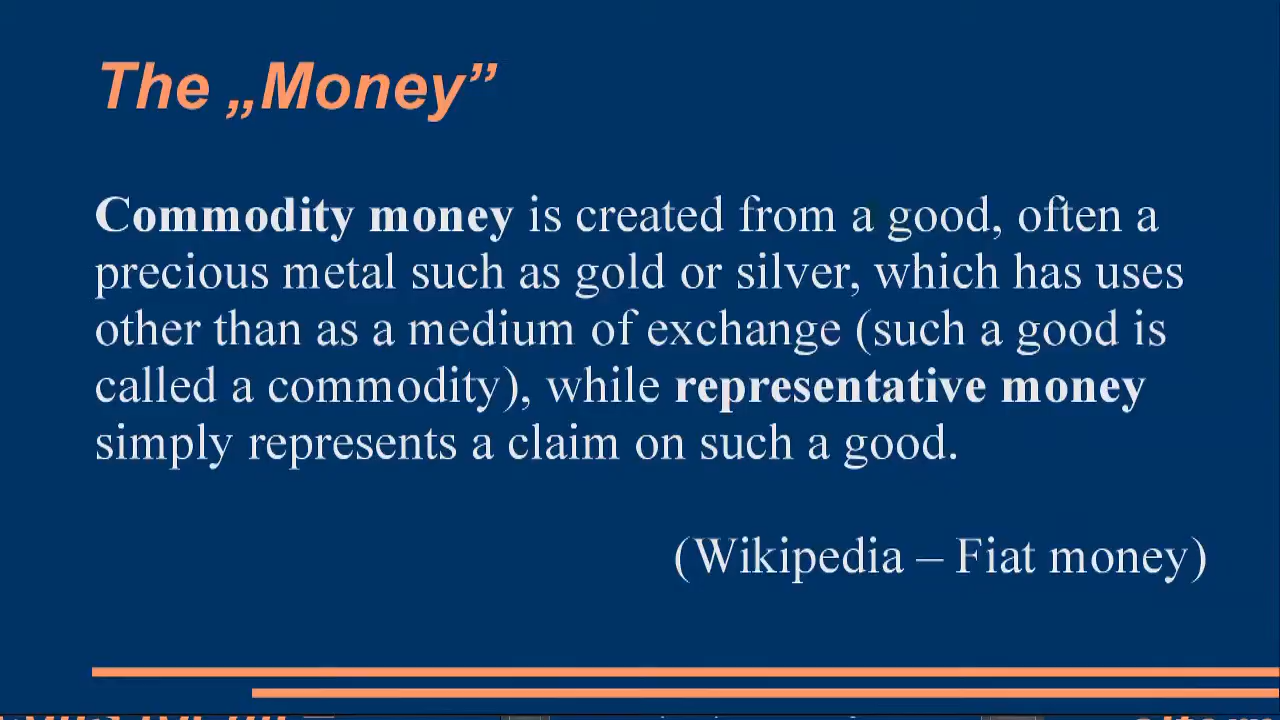 The „Money”
Commodity money is created from a good, often a
precious metal such as gold or silver, which has uses
other than as a medium of exchange (such a good is
called a commodity), while representative money
simply represents a claim on such a good.
(Wikipedia – Fiat money)